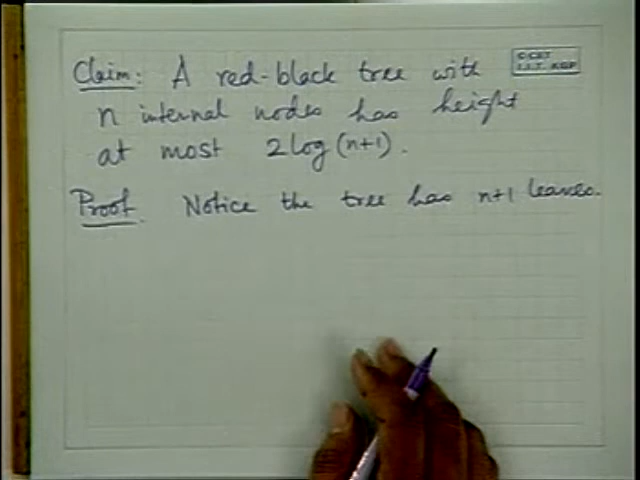 Claim: A red-black tree with
n internal nodes has height
at most 2log(n+1).
Proof. Notice the tree has n+1 leaves.
I.I.T. KGP